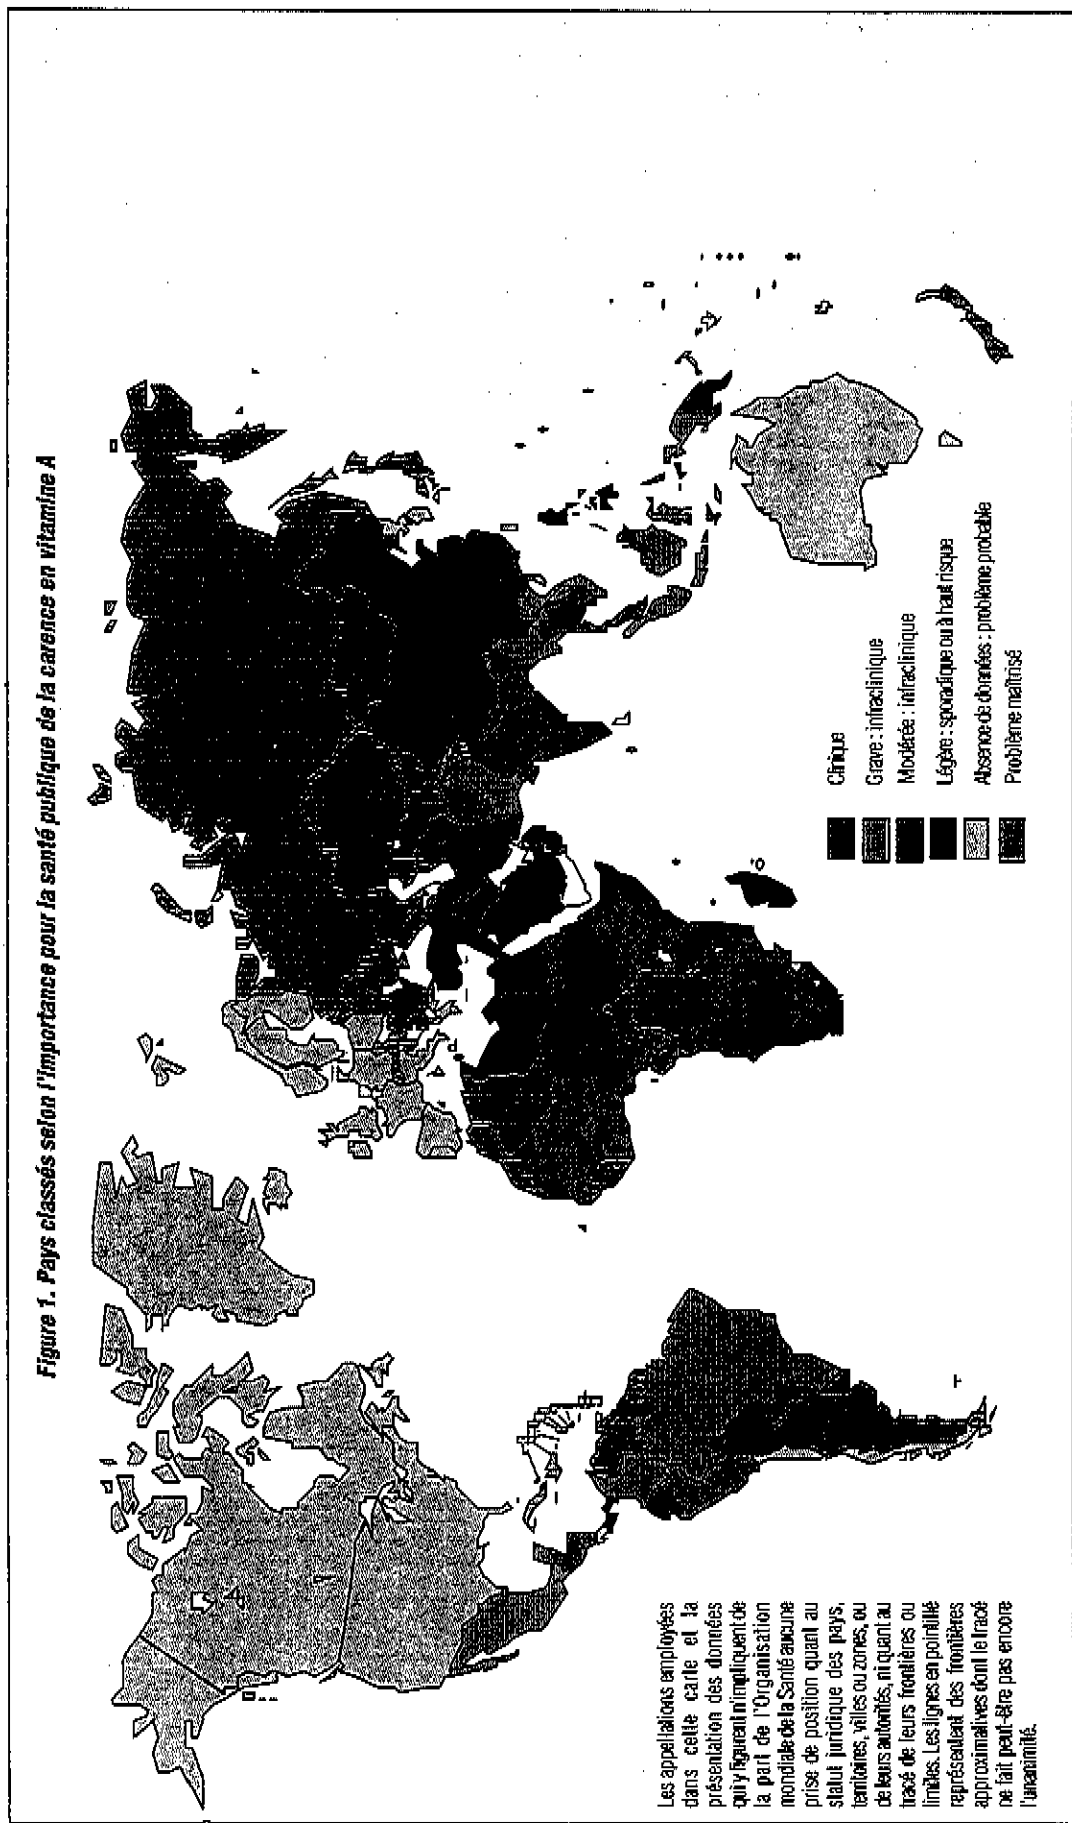 Figure 1. Pays classés selon l'importance pour la santé publique de la carence en vitamine A
Clinique
Grave : infraclinique
Modérée : infraclinique
Légère : sporadique ou à haut risque
Absence de données : problème probable
Problème maîtrisé
Les appellations employées
dans cette carte et la
présentation des données
qui y figurent n'impliquent de
la part de l'Organisation
mondiale de la Santé aucune
prise de position quant au
statut juridique des pays,
territoires, villes ou zones, ou
de leurs autorités, ni quant au
tracé de leurs frontières ou
limites. Les lignes en pointillé
représentent des frontières
approximatives dont le tracé
ne fait peut-être pas encore
l'unanimité.